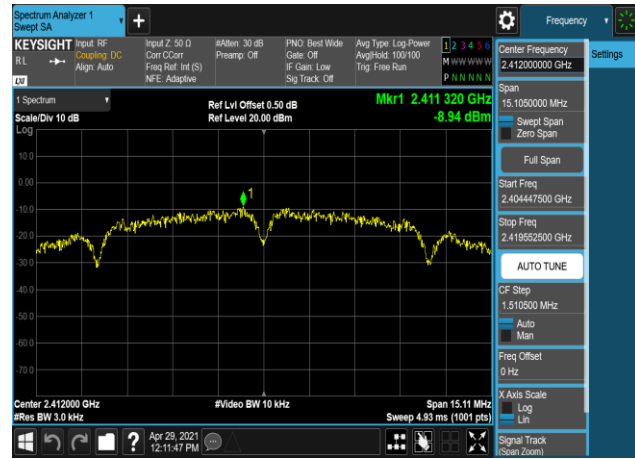 Spectrum Analyzer 1
Swept SA
Frequency
KEYSIGHT
Input: RF
Coupling: DC
Align: Auto
Input Z: 50 Ω
Corr CCorr
Freq Ref: Int (S)
NFE: Adaptive
#Atten: 30 dB
Preamp: Off
PNO: Best Wide
Gate: Off
IF Gain: Low
Sig Track: Off
Avg Type: Log-Power
Avg|Hold: 100/100
Trig: Free Run
1 2 3 4 5 6
M W W W W W
P N N N N N
R L
LXI
1 Spectrum
Scale/Div 10 dB
Log
Ref Lvl Offset 0.50 dB
Ref Level 20.00 dBm
Mkr1 2.411 320 GHz
-8.94 dBm
10.0
0.00
-10.0
-20.0
-30.0
-40.0
-50.0
-60.0
-70.0
1
Center 2.412000 GHz
#Res BW 3.0 kHz
#Video BW 10 kHz
Span 15.11 MHz
Sweep 4.93 ms (1001 pts)
Apr 29, 2021
12:11:47 PM
Center Frequency
2.412000000 GHz
Settings
Span
15.1050000 MHz
Swept Span
Zero Span
Full Span
Start Freq
2.404447500 GHz
Stop Freq
2.419552500 GHz
AUTO TUNE
CF Step
1.510500 MHz
Auto
Man
Freq Offset
0 Hz
X Axis Scale
Log
Lin
Signal Track
(Span Zoom)